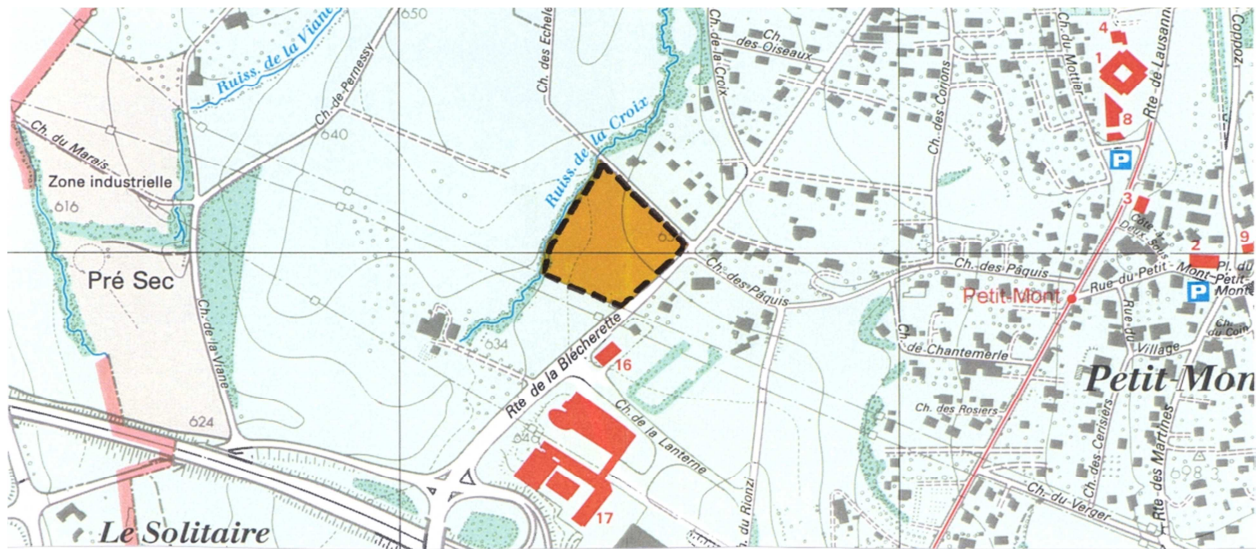 650
Ruiss. de la Viane
Ch. de Pernessy
Ch. des Echele
Ruiss. de la Croix
Ch. de la Croix
Ch.
des Oiseaux
Ch. des Corions
Ch. du Mottier
4
1
8
P
Rte de Lausann
Coppoz
640
Ch. du Marais
Zone industrielle
616
Pré Sec
Ch. de la Viane
3
2
9
Ch. des Pâquis
Ch. des Pâquis
Rue du Petit-
Mont
Pl. du
Petit-
Mont
P
Petit-Mont
634
Rte de la Blécherette
16
Ch. de Chantemerle
Rue du
Village
Petit-Mon
Ch. des Rosiers
Ch. des Cerisiers
Rte des Martines
624
646
Ch. de la Lanterne
17
Ch. du Rionzi
698.3
Ch. du Verger
Le Solitaire